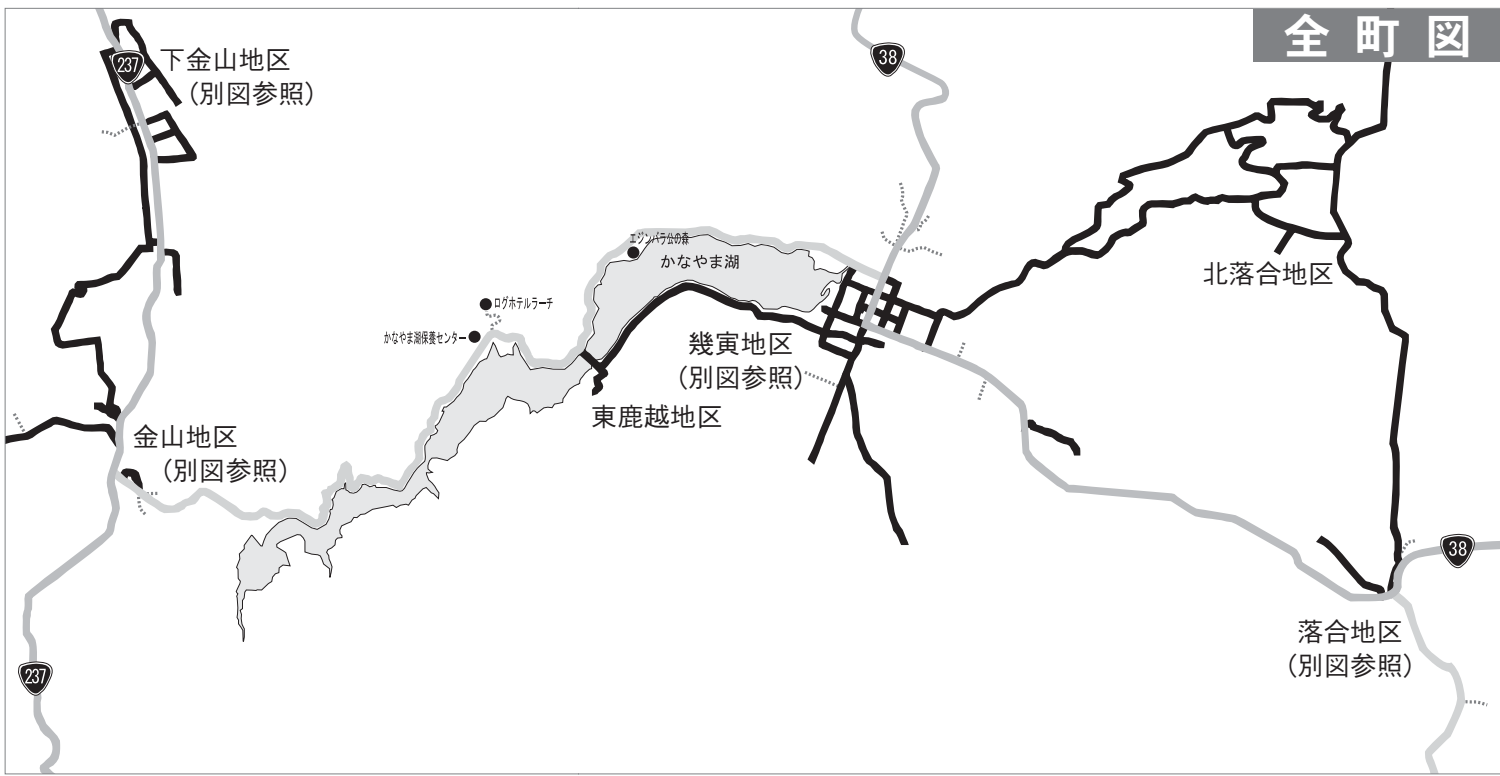 全町図
237
下金山地区
（別図参照）
38
エジンバラ公の森
かなやま湖
北落合地区
ログホテルラーチ
かなやま湖保養センター
幾寅地区
（別図参照）
東鹿越地区
金山地区
（別図参照）
38
落合地区
（別図参照）
237